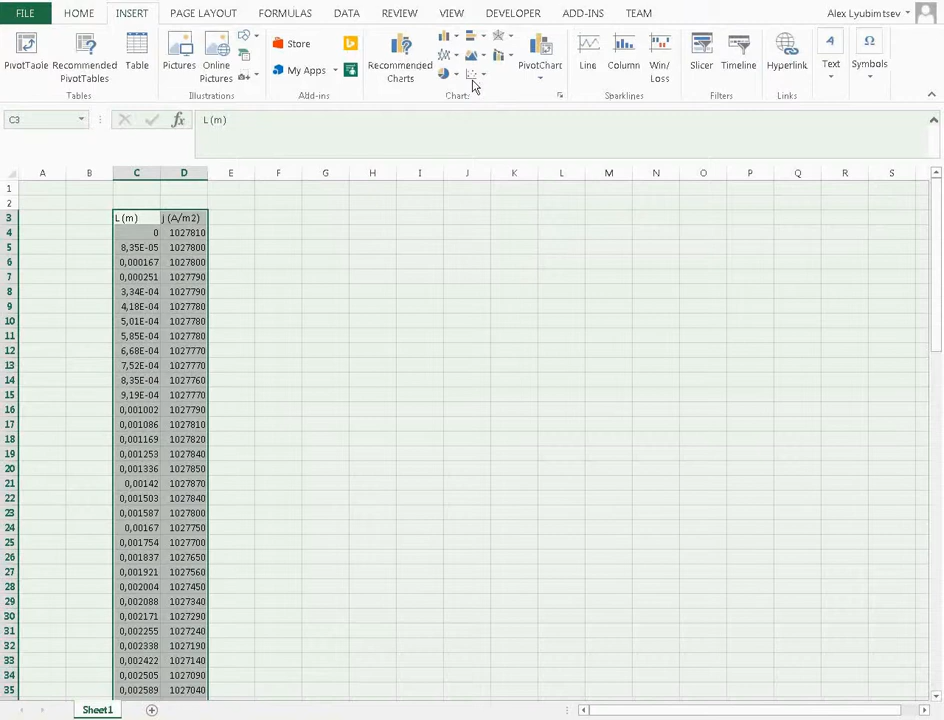 FILE HOME INSERT PAGE LAYOUT FORMULAS DATA REVIEW VIEW DEVELOPER ADD-INS TEAM Alex Lyubimtsev
PivotTable Recommended PivotTables Table Pictures Online Pictures Store My Apps Recommended Charts PivotChart Line Column Win/ Loss Slicer Timeline Hyperlink Text Symbols
Tables Illustrations Add-ins Charts Sparklines Filters Links
C3 fx L (m)
A B C D E F G H I J K L M N O P Q R S
1
2
3 L (m) j (A/m2)
4 0 1027810
5 8,35E-05 1027800
6 0,000167 1027800
7 0,000251 1027790
8 3,34E-04 1027790
9 4,18E-04 1027780
10 5,01E-04 1027780
11 5,85E-04 1027780
12 6,68E-04 1027770
13 7,52E-04 1027770
14 8,35E-04 1027760
15 9,19E-04 1027770
16 0,001002 1027790
17 0,001086 1027810
18 0,001169 1027820
19 0,001253 1027840
20 0,001336 1027850
21 0,00142 1027870
22 0,001503 1027840
23 0,001587 1027800
24 0,00167 1027750
25 0,001754 1027700
26 0,001837 1027650
27 0,001921 1027560
28 0,002004 1027450
29 0,002088 1027340
30 0,002171 1027290
31 0,002255 1027240
32 0,002338 1027190
33 0,002422 1027140
34 0,002505 1027090
35 0,002589 1027040
Sheet1